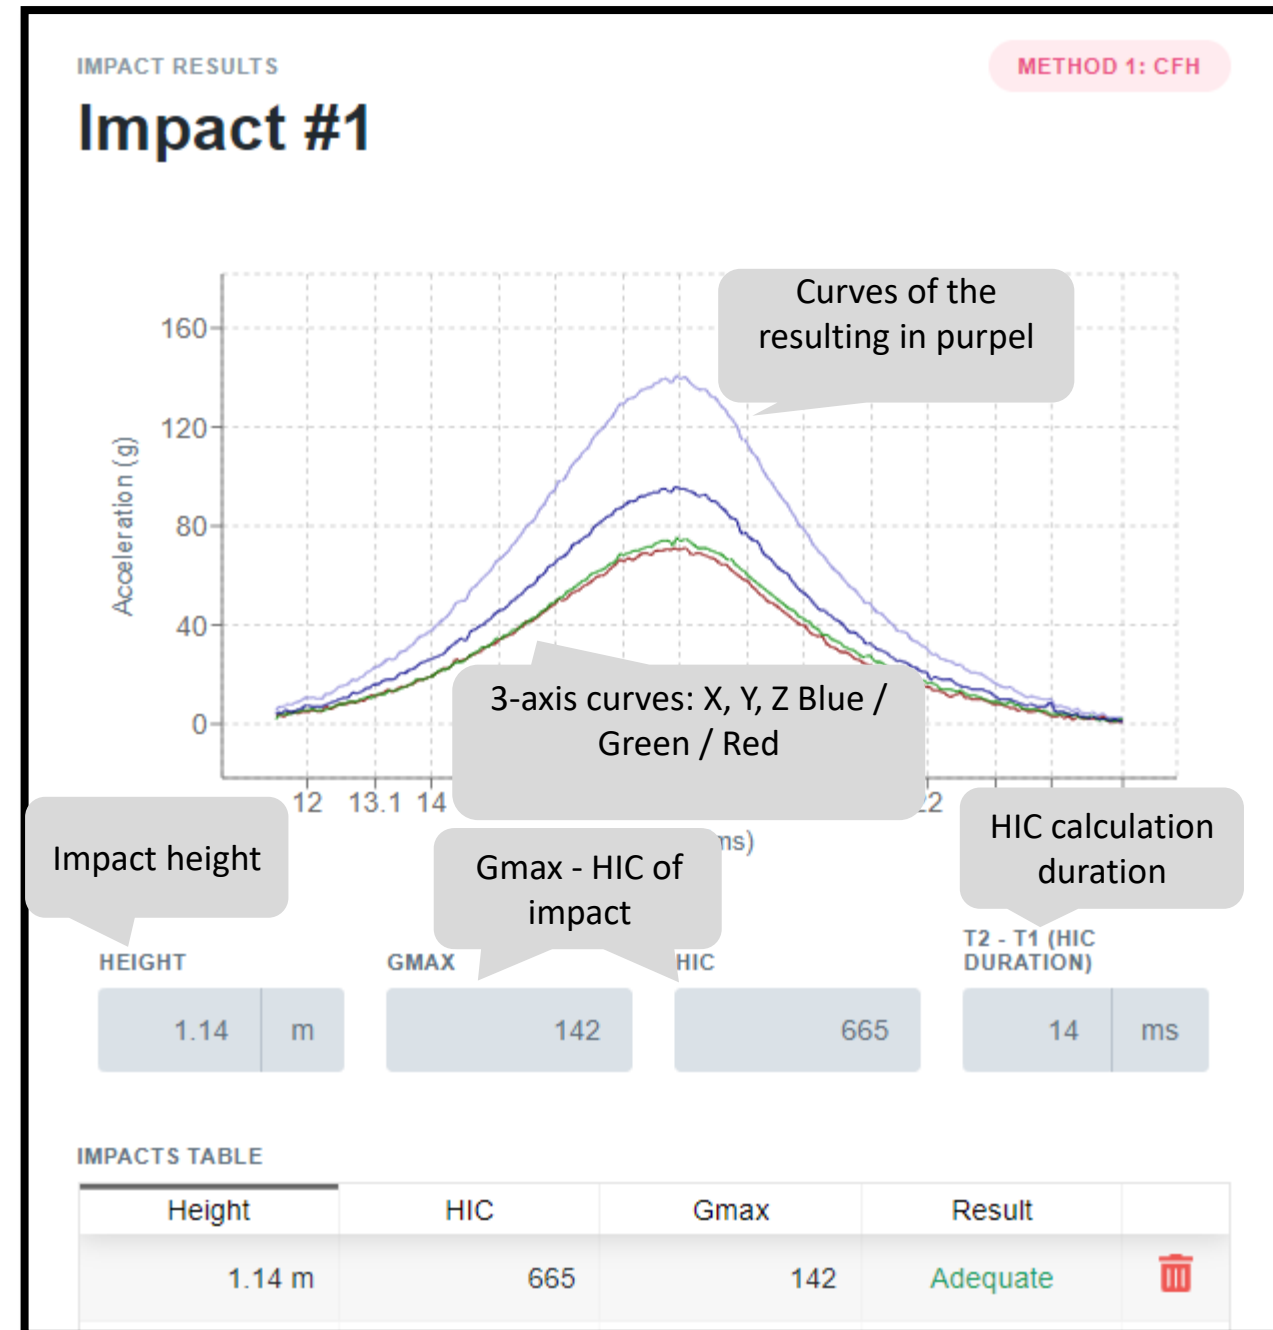 IMPACT RESULTS
METHOD 1: CFH
Impact #1
Curves of the
resulting in purpel
160
120
80
40
0
Acceleration (g)
3-axis curves: X, Y, Z Blue /
Green / Red
12 13.1 14
ms)
Impact height
Gmax - HIC of
impact
HIC calculation
duration
HEIGHT
GMAX
HIC
T2 - T1 (HIC
DURATION)
1.14 m
142
665
14 ms
IMPACTS TABLE
Height HIC Gmax Result
1.14 m 665 142 Adequate